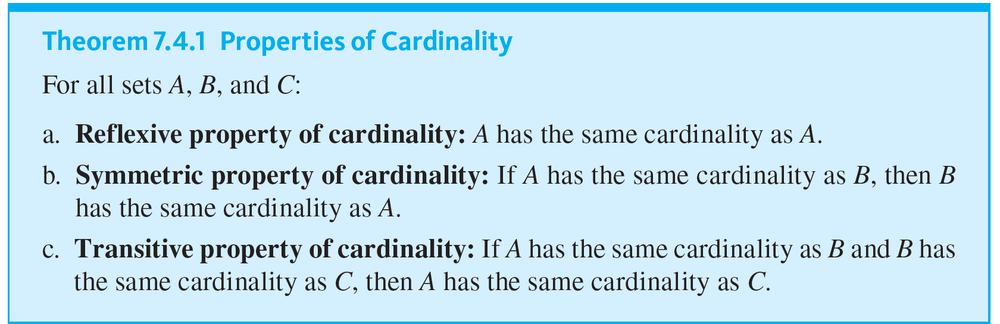 Theorem 7.4.1 Properties of Cardinality
For all sets A, B, and C:
a. Reflexive property of cardinality: A has the same cardinality as A.
b. Symmetric property of cardinality: If A has the same cardinality as B, then B
has the same cardinality as A.
c. Transitive property of cardinality: If A has the same cardinality as B and B has
the same cardinality as C, then A has the same cardinality as C.